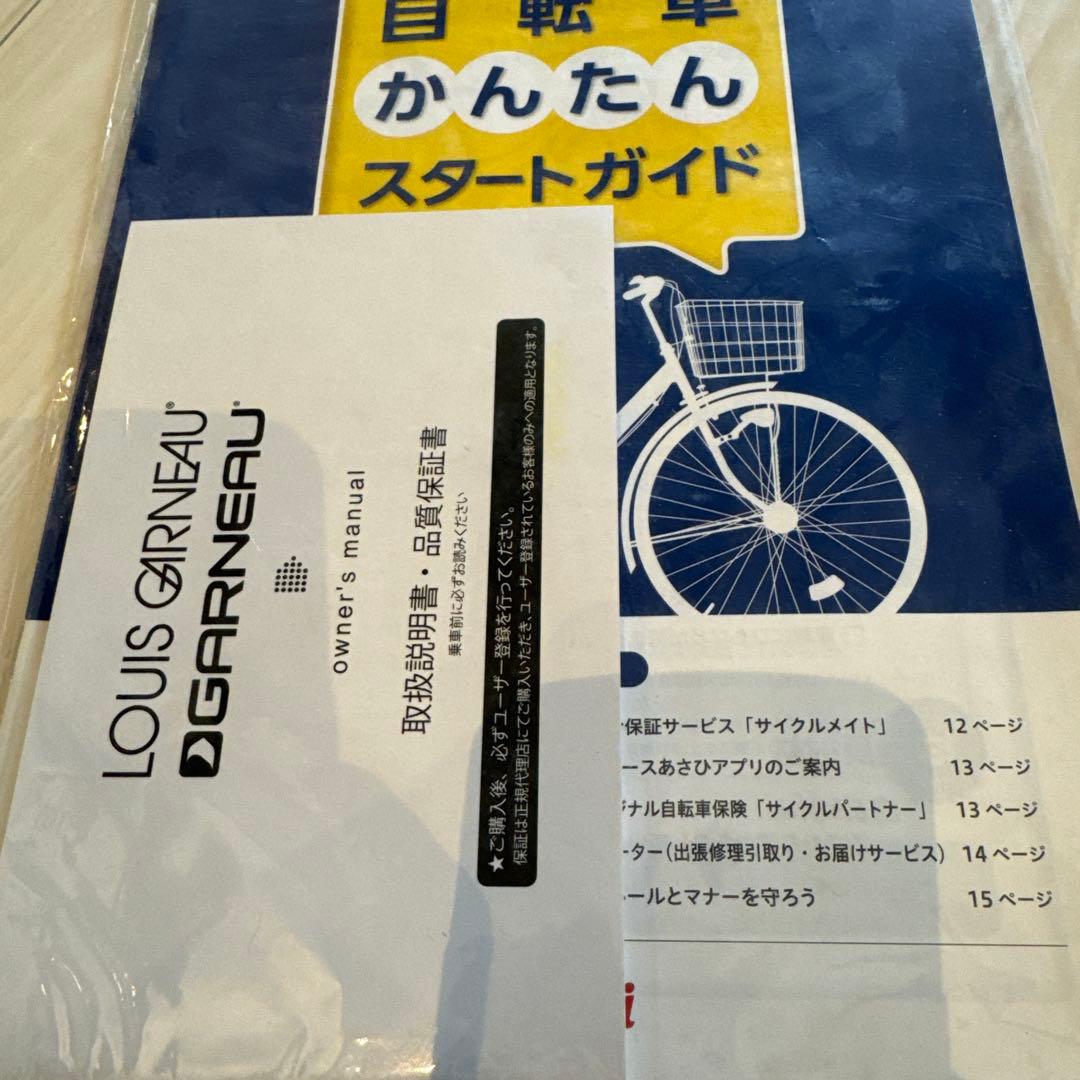 自転車
かんたん
スタートガイド
LOUIS GARNEAU®
GARNEAU®
owner's manual
取扱説明書・品質保証書
乗車前に必ずお読みください
★ご購入後、必ずユーザー登録を行ってください。
保証は正規代理店にてご購入いただき、ユーザー登録されているお客様のみへの適用となります。
保証サービス「サイクルメイト」 12ページ
ースあさひアプリのご案内 13ページ
ジナル自転車保険「サイクルパートナー」 13ページ
ーター(出張修理引取り・お届けサービス) 14ページ
ールとマナーを守ろう 15ページ
i